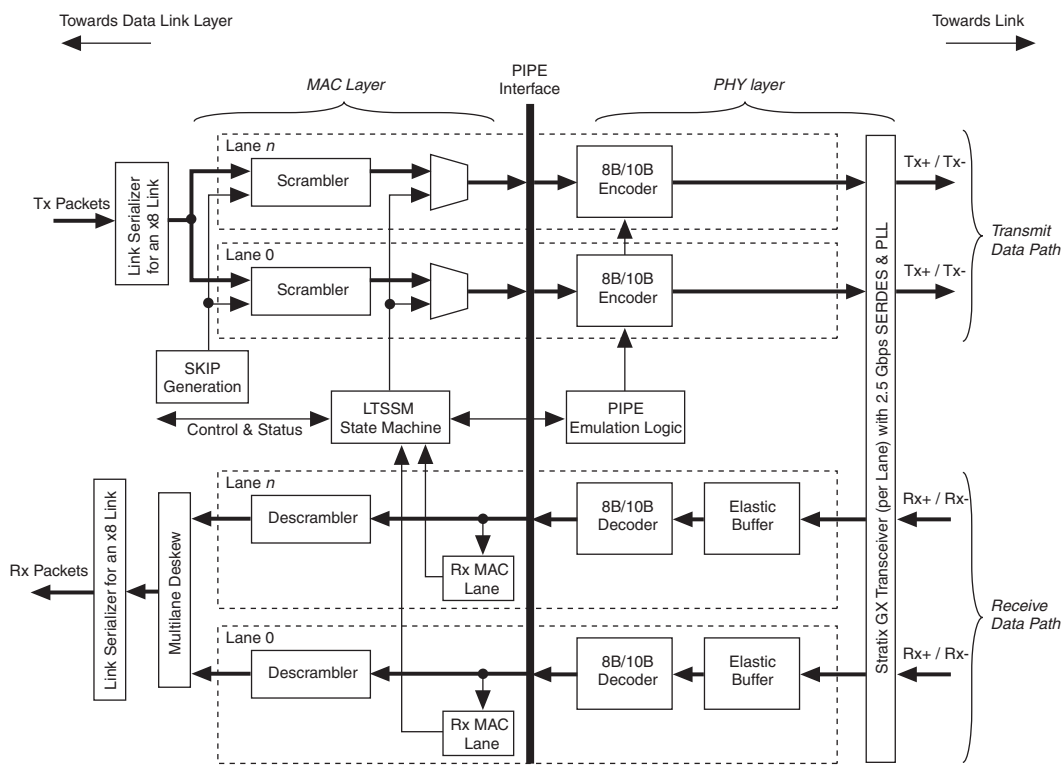 Towards Data Link Layer
Towards Link
MAC Layer
PIPE
Interface
PHY layer
Lane n
Scrambler
8B/10B
Encoder
Tx+ / Tx-
Tx Packets
Link Serializer
for an x8 Link
Lane 0
Scrambler
8B/10B
Encoder
Tx+ / Tx-
Transmit
Data Path
SKIP
Generation
Control & Status
LTSSM
State Machine
PIPE
Emulation Logic
Stratix GX Transceiver (per Lane) with 2.5 Gbps SERDES & PLL
Lane n
Descrambler
Rx MAC
Lane
8B/10B
Decoder
Elastic
Buffer
Rx+ / Rx-
Rx Packets
Link Serializer for an x8 Link
Multilane Deskew
Receive
Data Path
Lane 0
Descrambler
Rx MAC
Lane
8B/10B
Decoder
Elastic
Buffer
Rx+ / Rx-